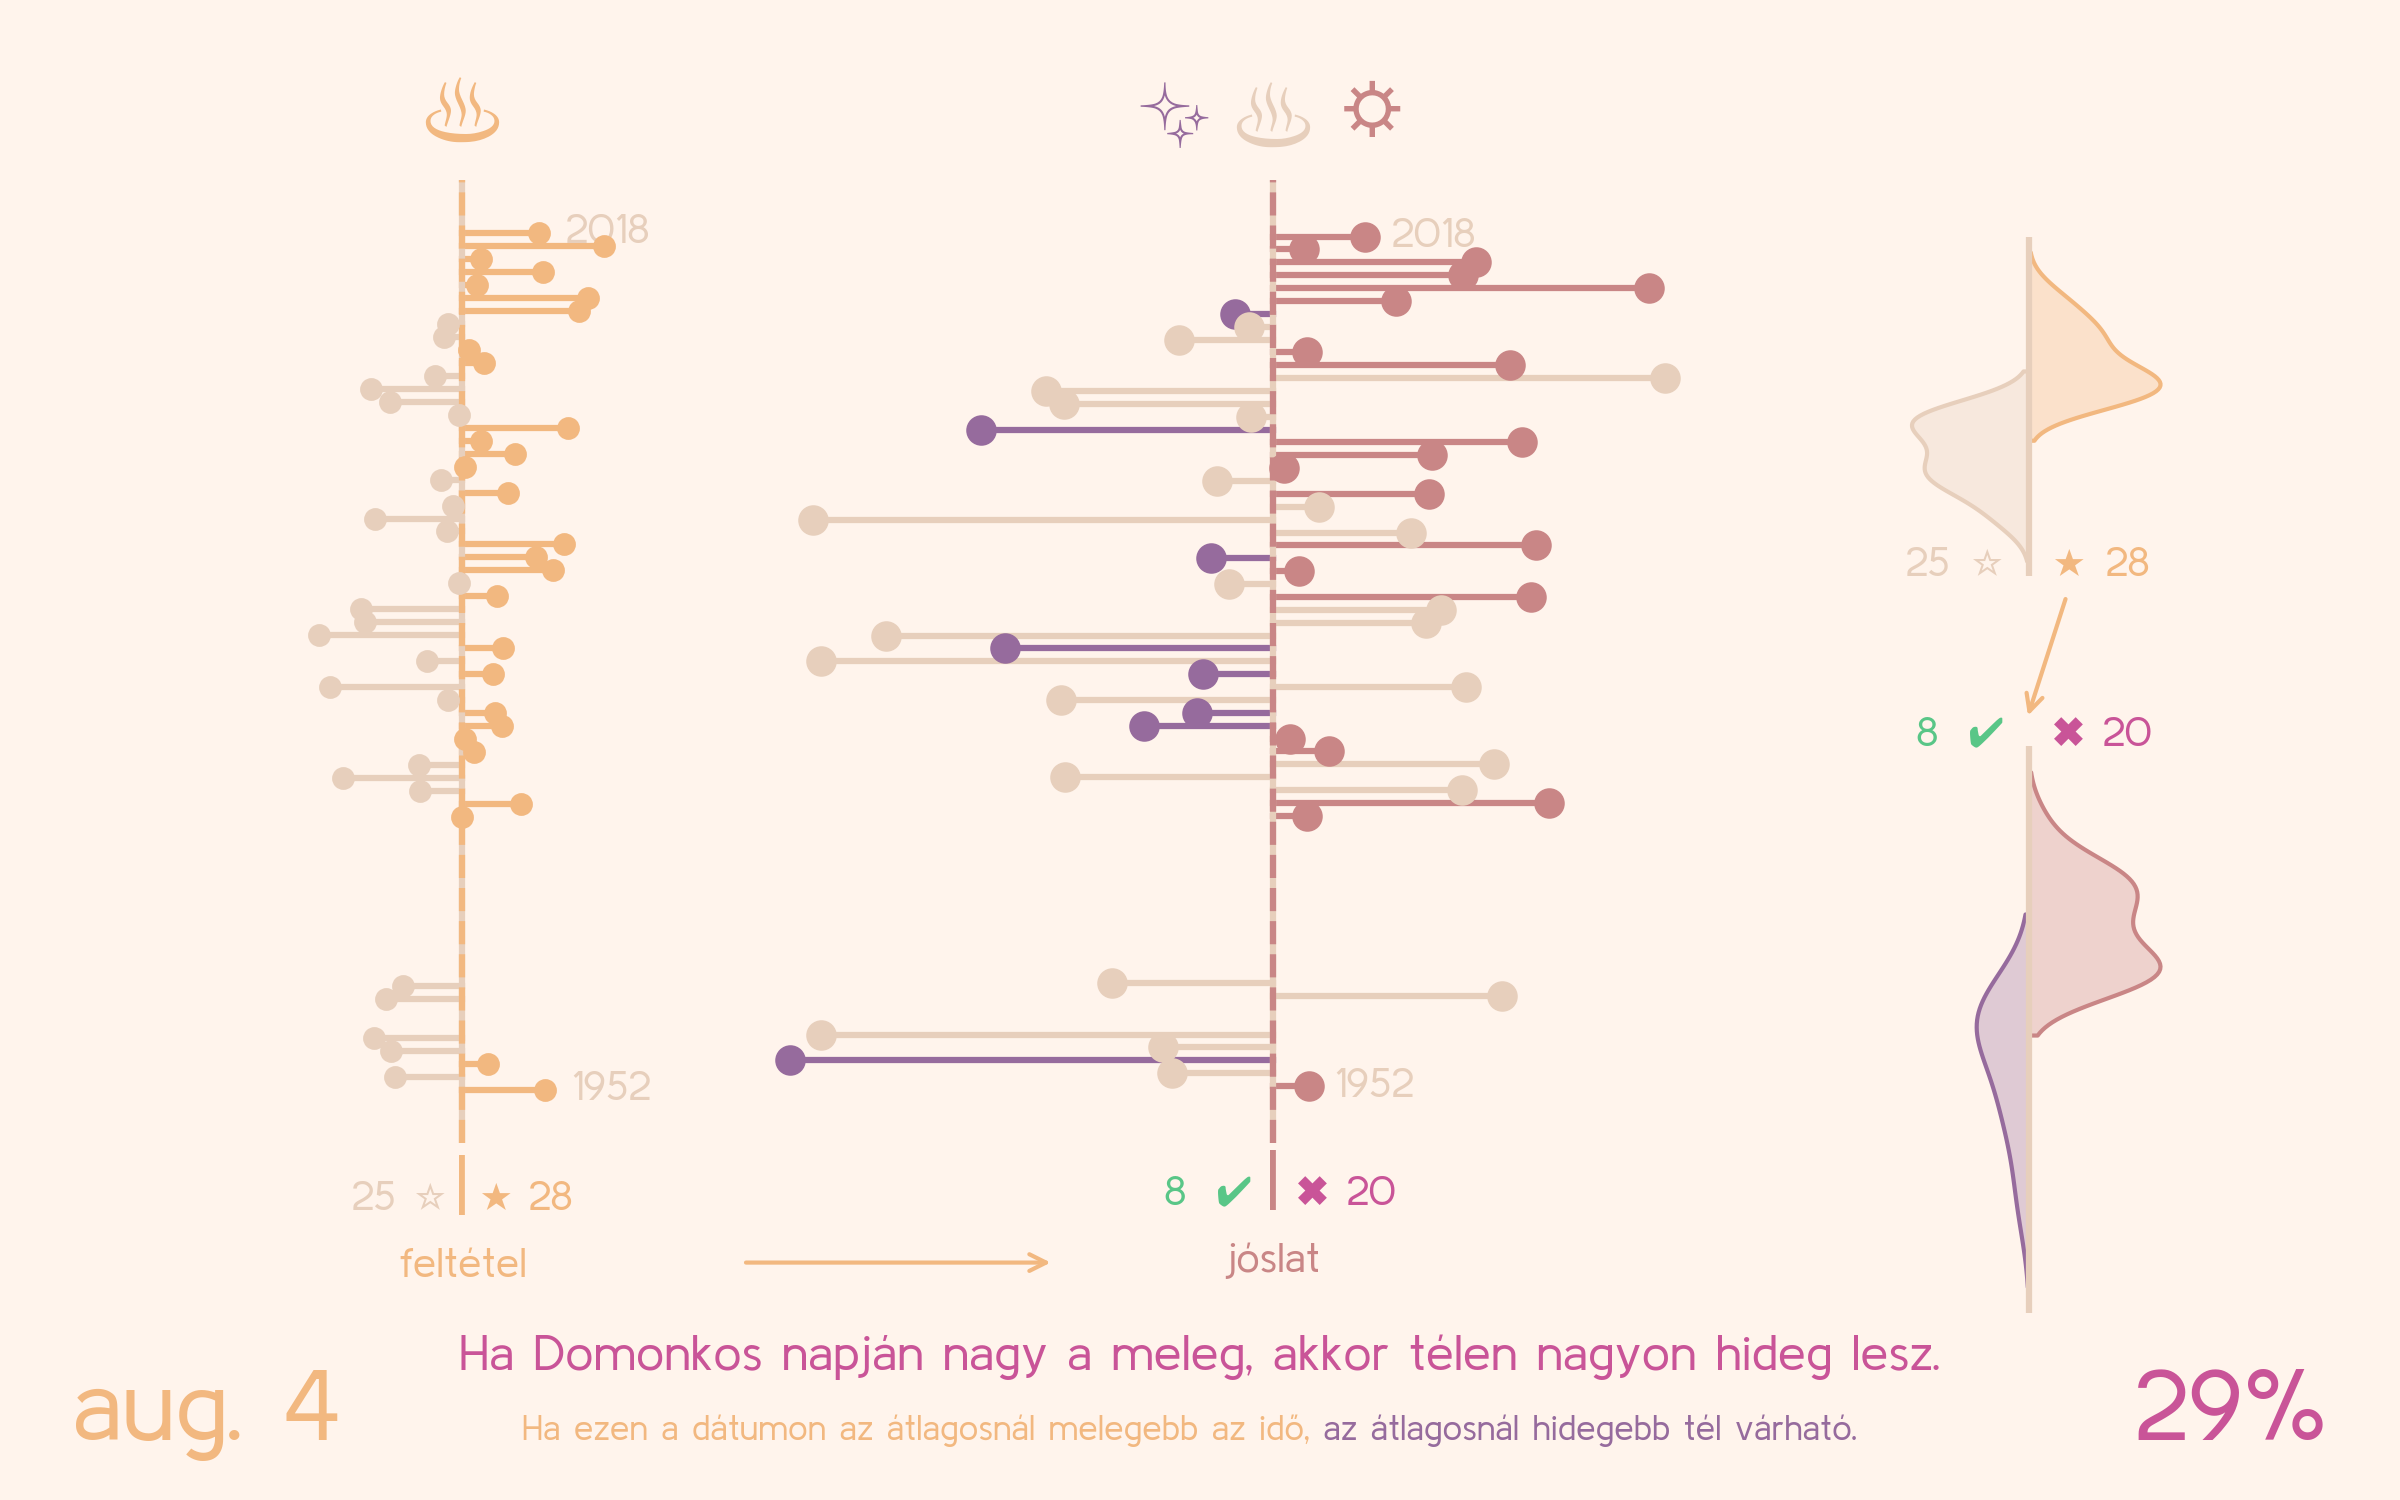 2018
2018
25 ☆ ★ 28
8 ✔ ✖ 20
1952
1952
25 ☆ ★ 28
8 ✔ ✖ 20
feltétel
jóslat
Ha Domonkos napján nagy a meleg, akkor télen nagyon hideg lesz.
aug. 4
29%
Ha ezen a dátumon az átlagosnál melegebb az idő, az átlagosnál hidegebb tél várható.